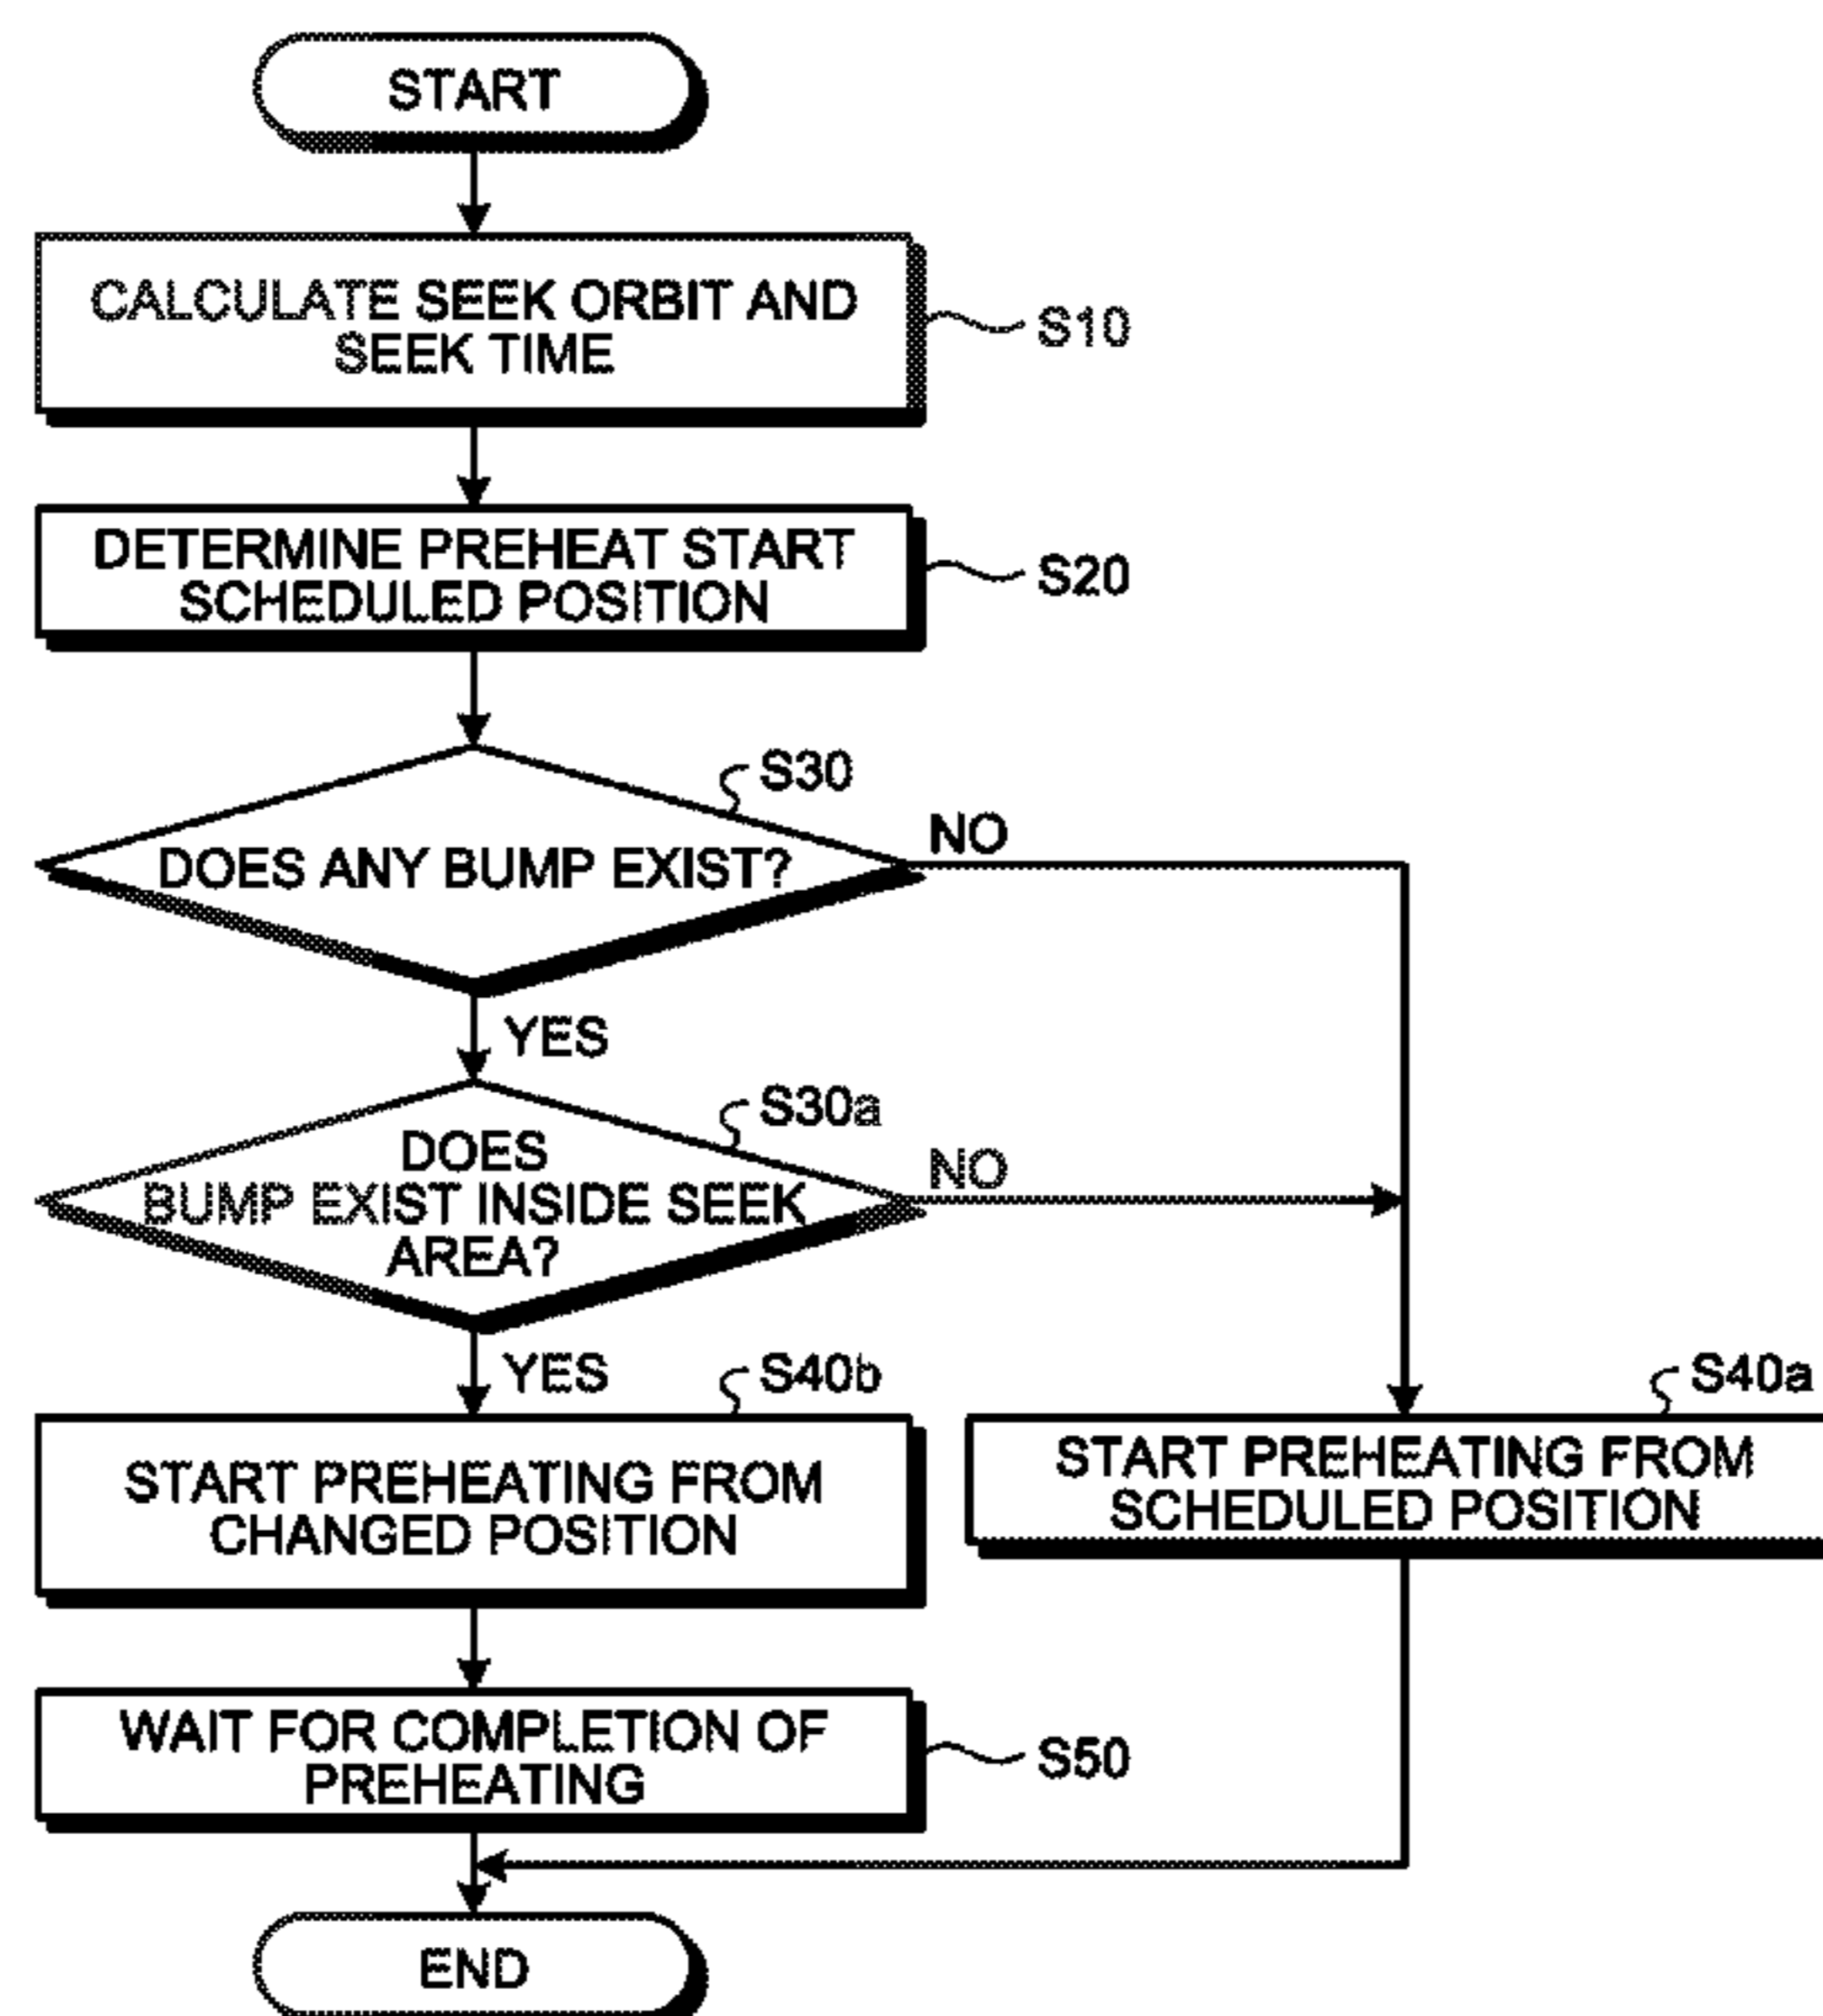 START
CALCULATE SEEK ORBIT AND
SEEK TIME
S10
DETERMINE PREHEAT START
SCHEDULED POSITION
S20
S30
DOES ANY BUMP EXIST?
NO
YES
S30a
DOES
BUMP EXIST INSIDE SEEK
AREA?
NO
YES
S40b
START PREHEATING FROM
CHANGED POSITION
S40a
START PREHEATING FROM
SCHEDULED POSITION
WAIT FOR COMPLETION OF
PREHEATING
S50
END